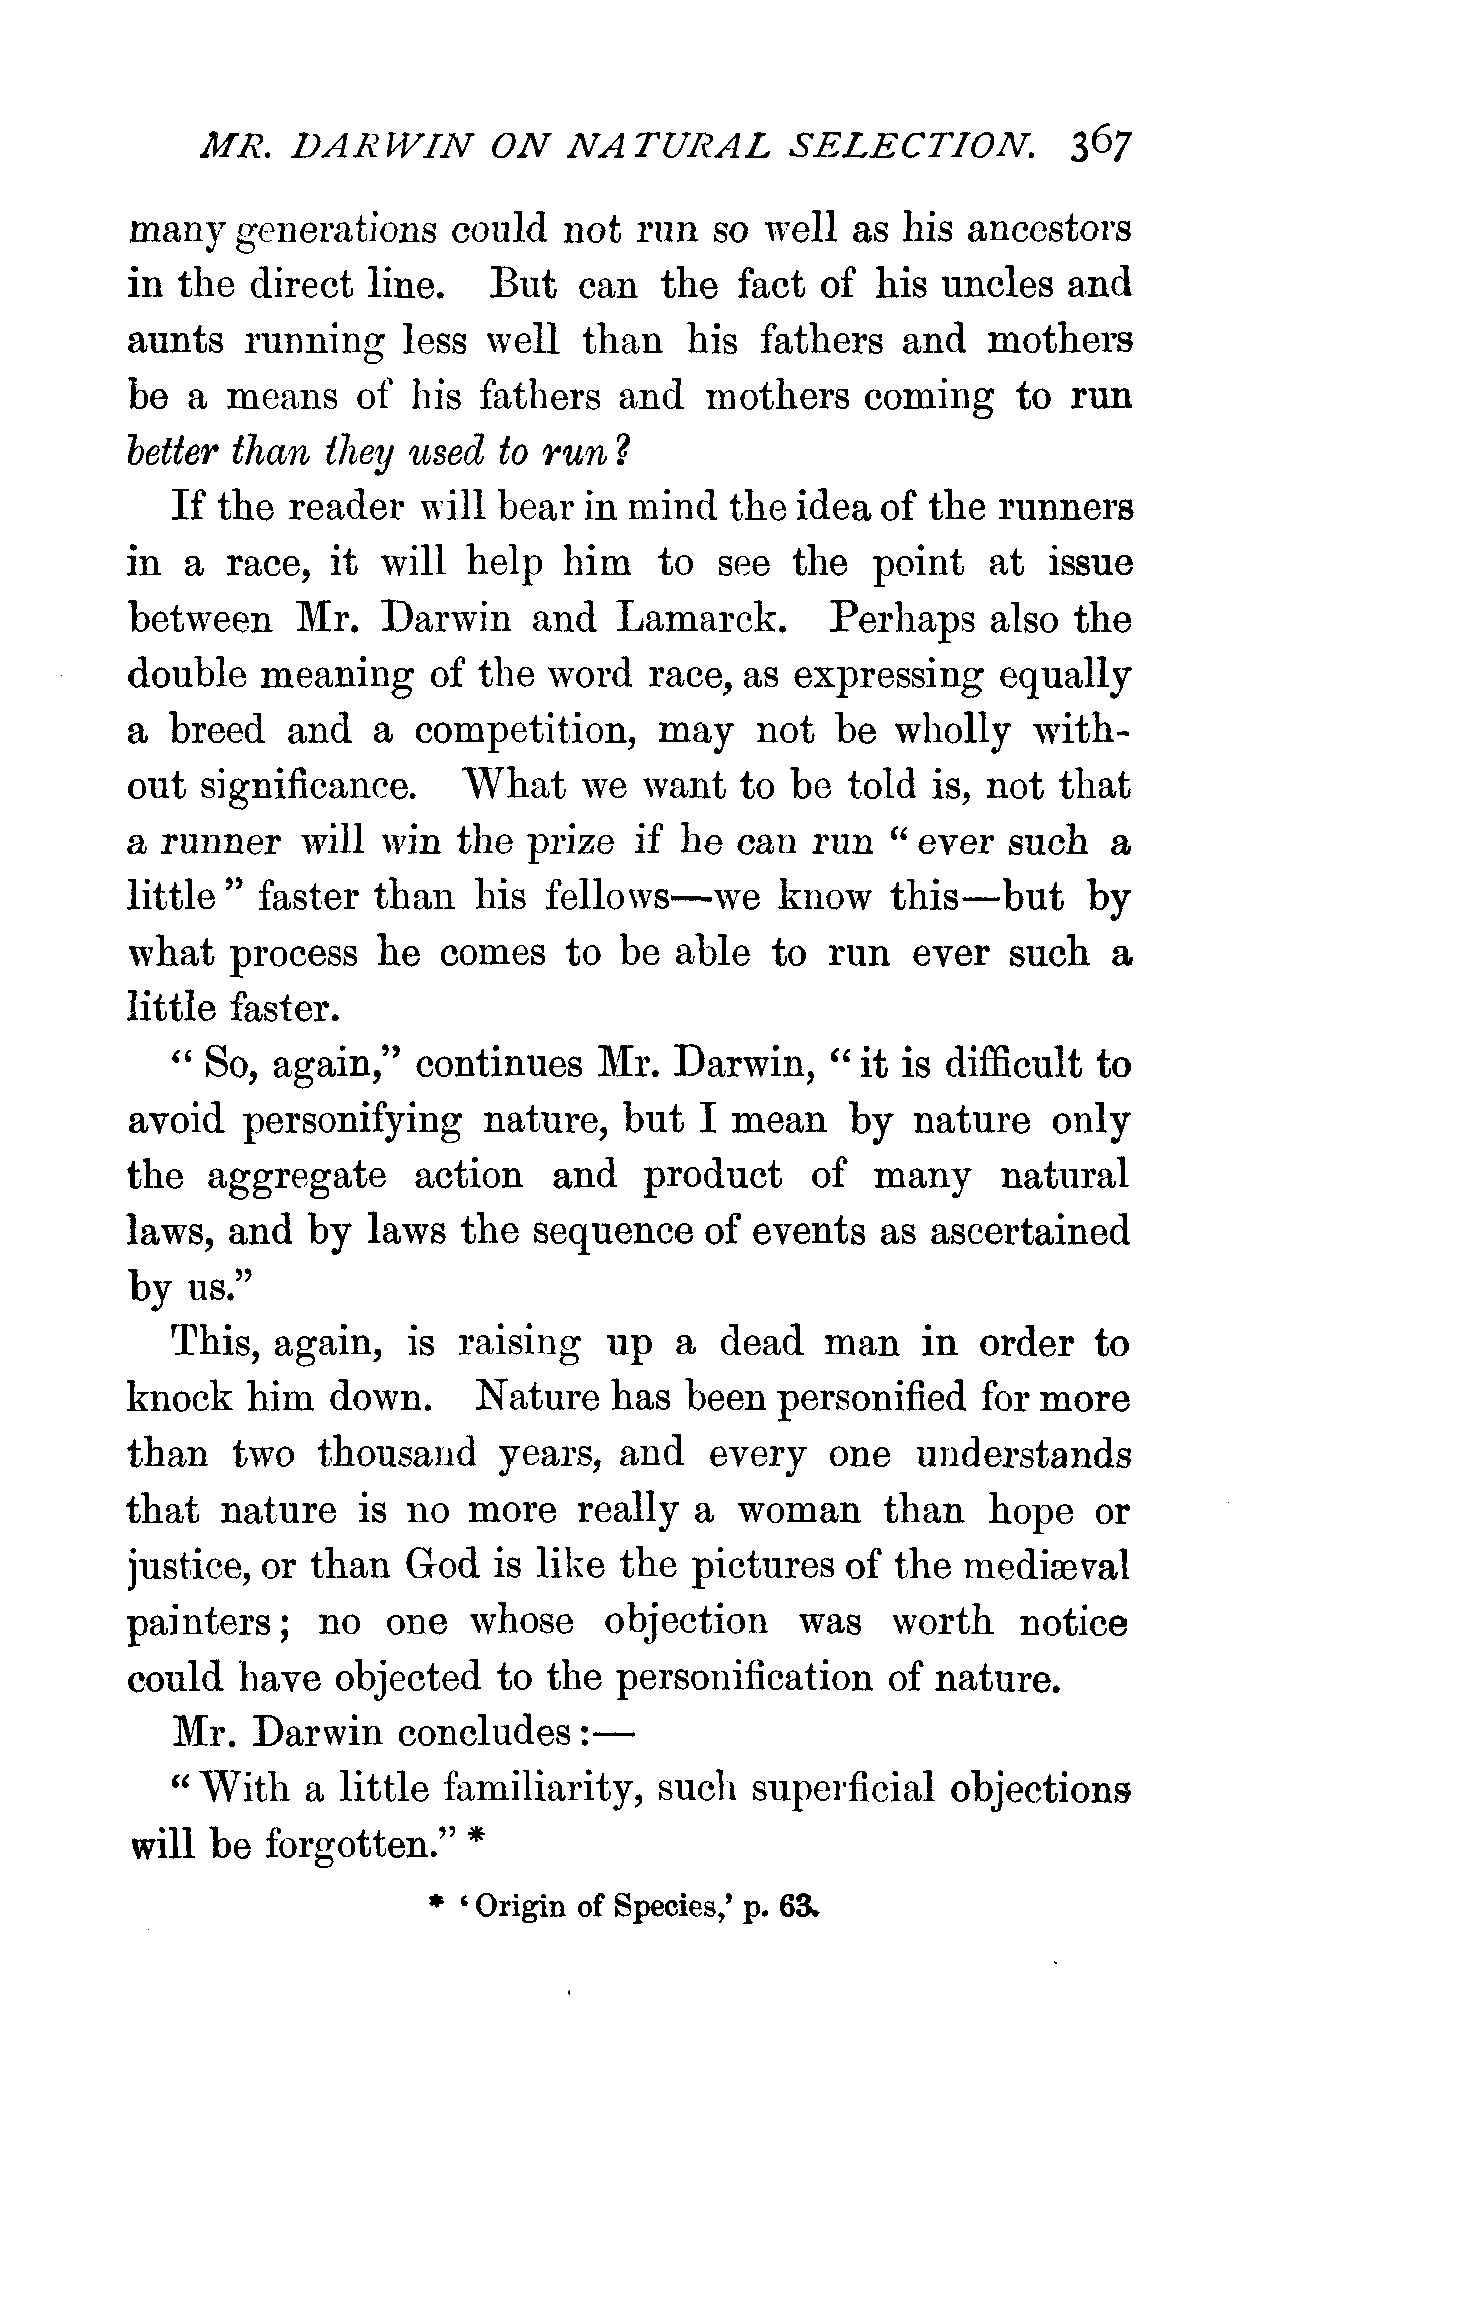 MR. DARWIN ON NATURAL SELECTION. 367
many generations could not run so well as his ancestors
in the direct line. But can the fact of his uncles and
aunts running less well than his fathers and mothers
be a means of his fathers and mothers coming to run
better than they used to run?
If the reader will bear in mind the idea of the runners
in a race, it will help him to see the point at issue
between Mr. Darwin and Lamarck. Perhaps also the
double meaning of the word race, as expressing equally
a breed and a competition, may not be wholly with-
out significance. What we want to be told is, not that
a runner will win the prize if he can run “ ever such a
little ” faster than his fellows—we know this—but by
what process he comes to be able to run ever such a
little faster.
“ So, again,” continues Mr. Darwin, “ it is difficult to
avoid personifying nature, but I mean by nature only
the aggregate action and product of many natural
laws, and by laws the sequence of events as ascertained
by us.”
This, again, is raising up a dead man in order to
knock him down. Nature has been personified for more
than two thousand years, and every one understands
that nature is no more really a woman than hope or
justice, or than God is like the pictures of the mediæval
painters; no one whose objection was worth notice
could have objected to the personification of nature.
Mr. Darwin concludes:—
“ With a little familiarity, such superficial objections
will be forgotten.” *
* ‘ Origin of Species,’ p. 63.